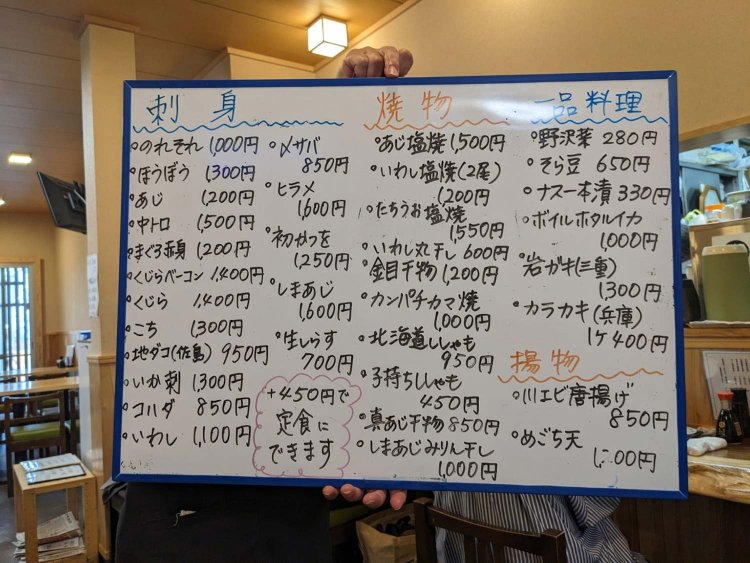 刺身
のれそれ 1,000円
ほうぼう 1,300円
あじ 1,200円
中トロ 1,500円
まぐろ赤身 1,200円
くじらベーコン 1,400円
くじら 1,400円
こち 1,300円
地ダコ(佐島) 950円
いか刺 1,300円
コハダ 850円
いわし 1,100円
〆サバ
850円
ヒラメ
1,600円
初かつを
1,250円
しまあじ
1,600円
生しらす
700円
+450円で
定食に
できます
焼物
あじ塩焼 1,500円
いわし塩焼(2尾)
1,200円
たちうお塩焼
1,550円
いわし丸干し 600円
金目干物 1,200円
カンパチカマ焼
1,000円
北海道ししゃも
950円
子持ちししゃも
450円
真あじ干物 850円
しまあじみりん干し
1,000円
一品料理
野沢菜 280円
そら豆 650円
ナス一本漬 330円
ボイルホタルイカ
1,000円
岩ガキ(三重)
1,300円
カラカキ(兵庫)
1ケ400円
揚物
川エビ唐揚げ
850円
めごち天